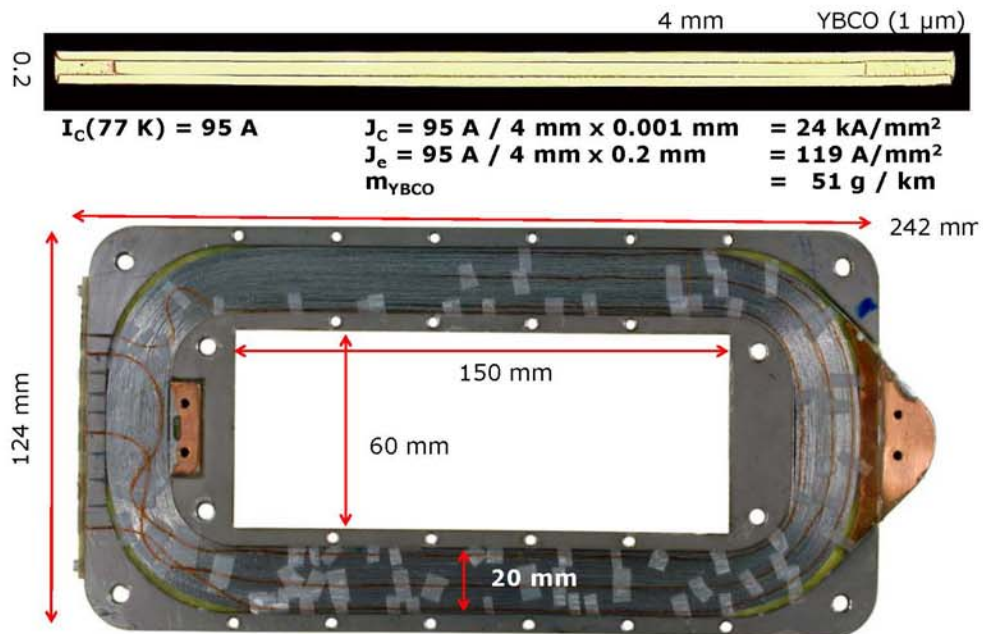 4 mm YBCO (1 µm)
0.2
I_C(77 K) = 95 A J_C = 95 A / 4 mm x 0.001 mm = 24 kA/mm²
J_e = 95 A / 4 mm x 0.2 mm = 119 A/mm²
m_YBCO = 51 g / km
242 mm
124 mm
150 mm
60 mm
20 mm